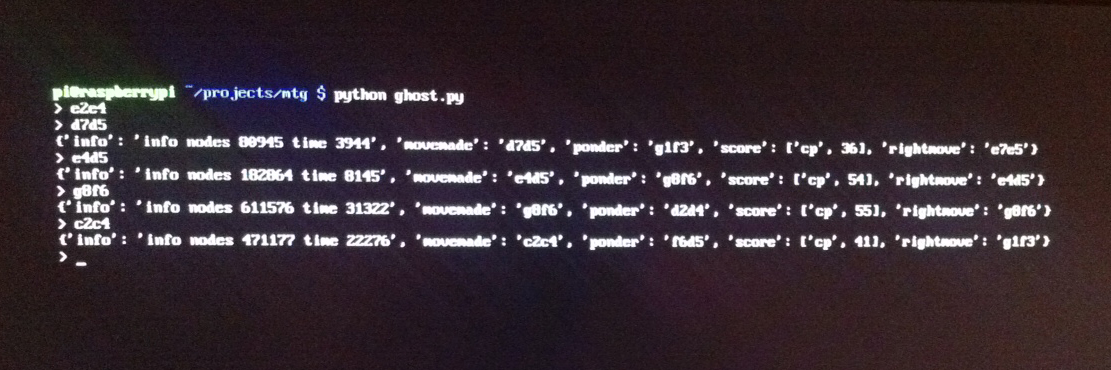 pi@raspberrypi ~/projects/mtg $ python ghost.py
> e2e4
> d7d5
{'info': 'info nodes 80945 time 3944', 'movemade': 'd7d5', 'ponder': 'g1f3', 'score': ['cp', 36], 'rightmove': 'e7e5'}
> e4d5
{'info': 'info nodes 182864 time 8145', 'movemade': 'e4d5', 'ponder': 'g8f6', 'score': ['cp', 54], 'rightmove': 'e4d5'}
> g8f6
{'info': 'info nodes 611576 time 31322', 'movemade': 'g8f6', 'ponder': 'd2d4', 'score': ['cp', 55], 'rightmove': 'g8f6'}
> c2c4
{'info': 'info nodes 471177 time 22276', 'movemade': 'c2c4', 'ponder': 'f6d5', 'score': ['cp', 41], 'rightmove': 'g1f3'}
> _